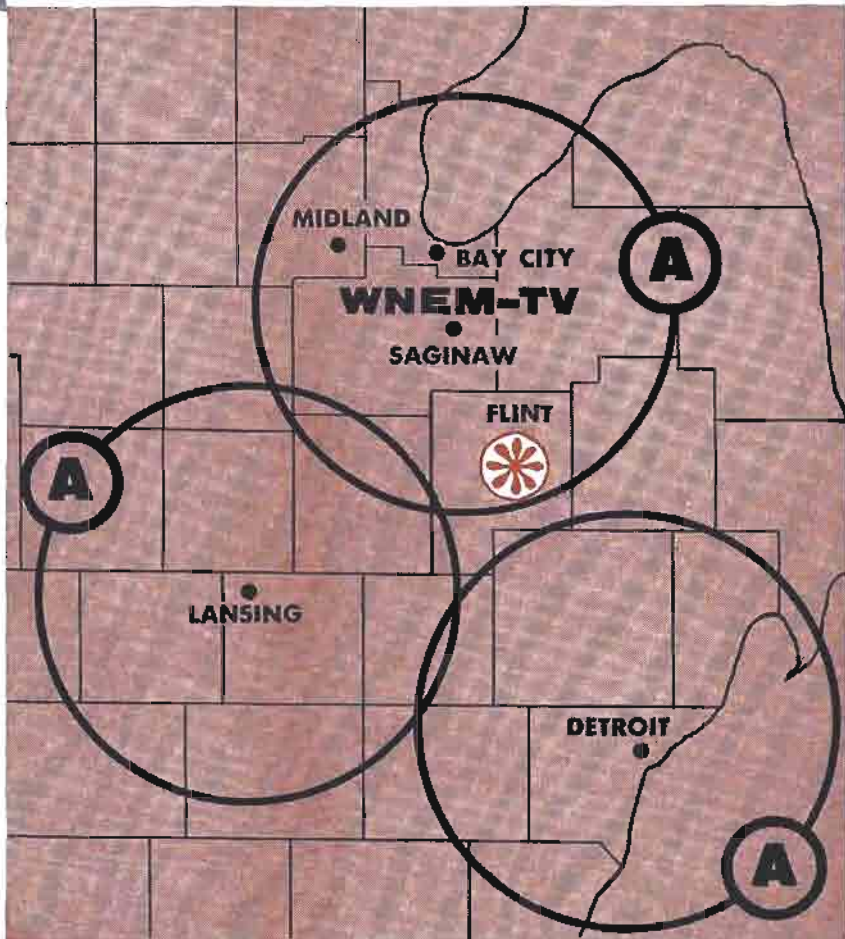 MIDLAND
A
BAY CITY
WNEM-TV
SAGINAW
FLINT
A
LANSING
DETROIT
A